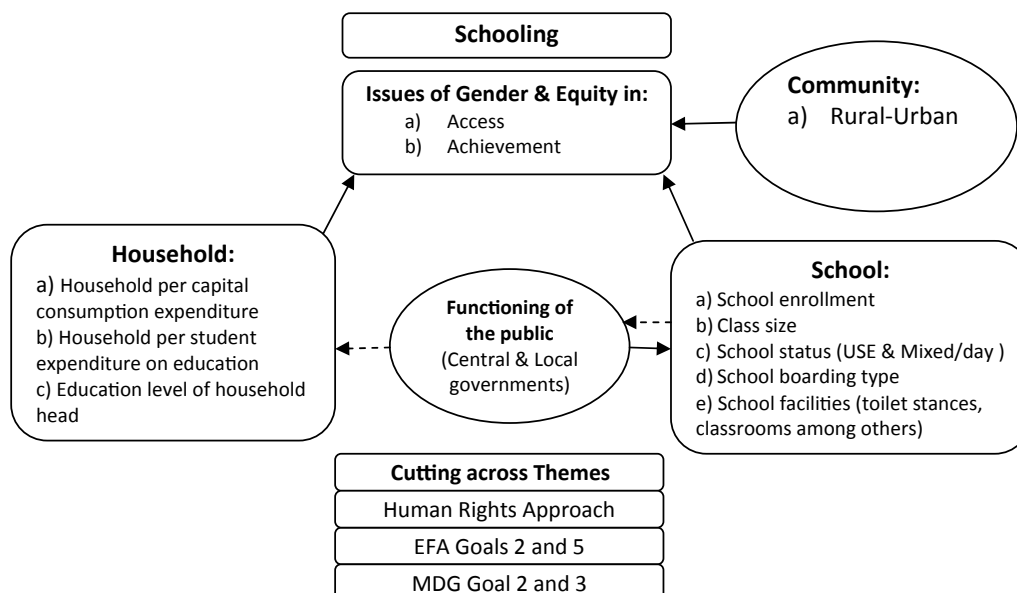 Schooling
Issues of Gender & Equity in:
a) Access
b) Achievement
Community:
a) Rural-Urban
Household:
a) Household per capital
consumption expenditure
b) Household per student
expenditure on education
c) Education level of household
head
Functioning of
the public
(Central & Local
governments)
School:
a) School enrollment
b) Class size
c) School status (USE & Mixed/day )
d) School boarding type
e) School facilities (toilet stances,
classrooms among others)
Cutting across Themes
Human Rights Approach
EFA Goals 2 and 5
MDG Goal 2 and 3